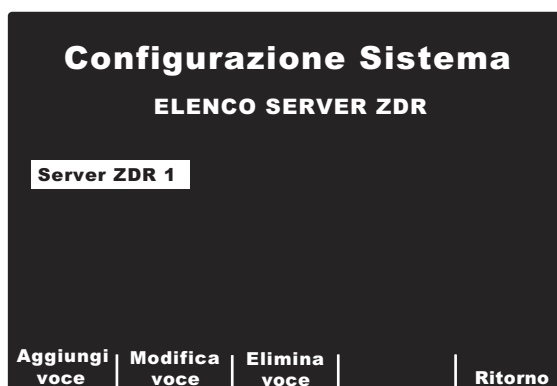 Configurazione Sistema
ELENCO SERVER ZDR
Server ZDR 1
Aggiungi voce
Modifica voce
Elimina voce
Ritorno